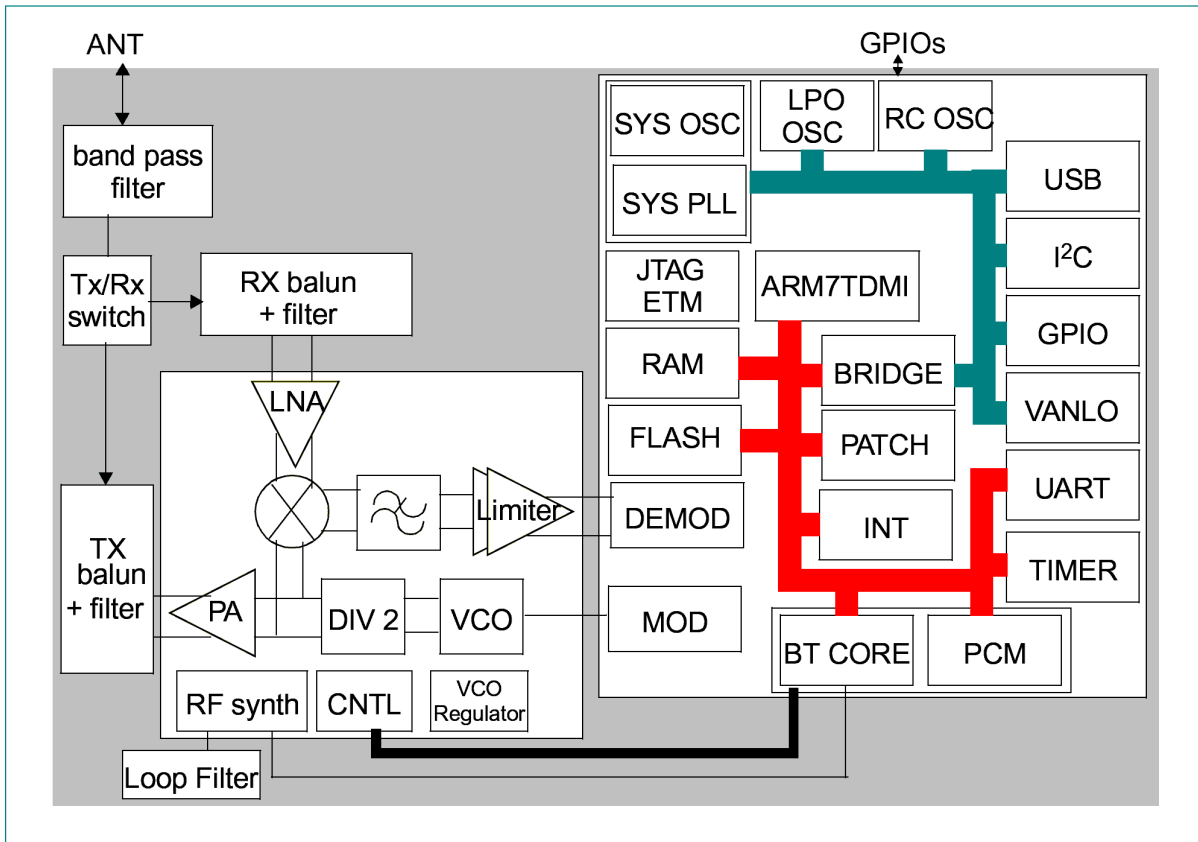 ANT
GPIOs
band pass
filter
Tx/Rx
switch
RX balun
+ filter
LNA
Limiter
TX
balun
+ filter
PA
DIV 2
VCO
RF synth
CNTL
VCO
Regulator
Loop Filter
SYS OSC
LPO
OSC
RC OSC
SYS PLL
USB
I²C
JTAG
ETM
ARM7TDMI
GPIO
RAM
BRIDGE
VANLO
FLASH
PATCH
UART
DEMOD
INT
TIMER
MOD
BT CORE
PCM